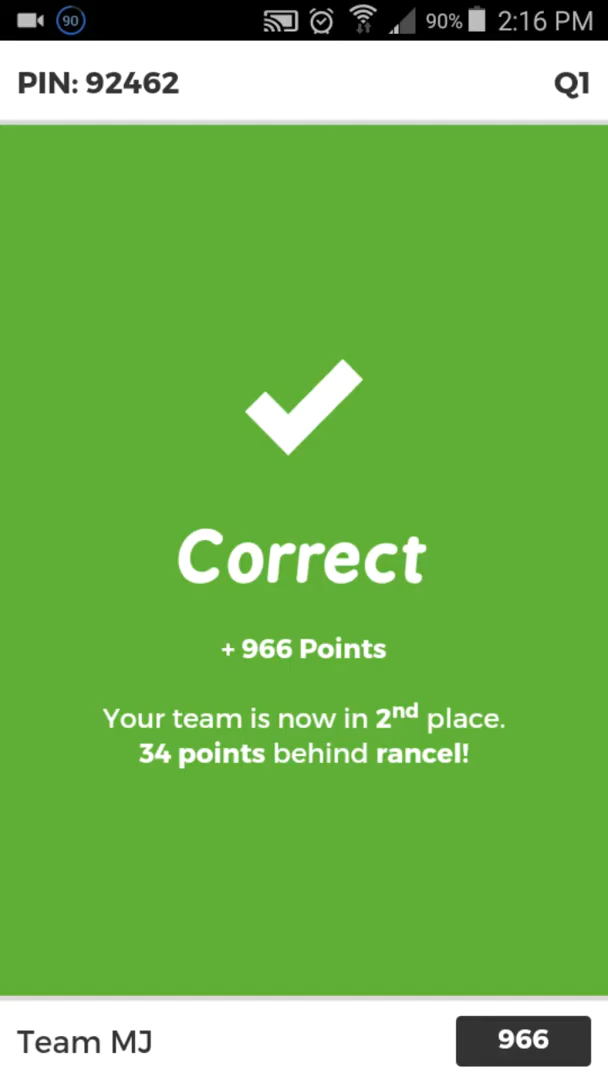 90 90% 2:16 PM
PIN: 92462 Q1
Correct
+ 966 Points
Your team is now in 2nd place.
34 points behind rancel!
Team MJ 966